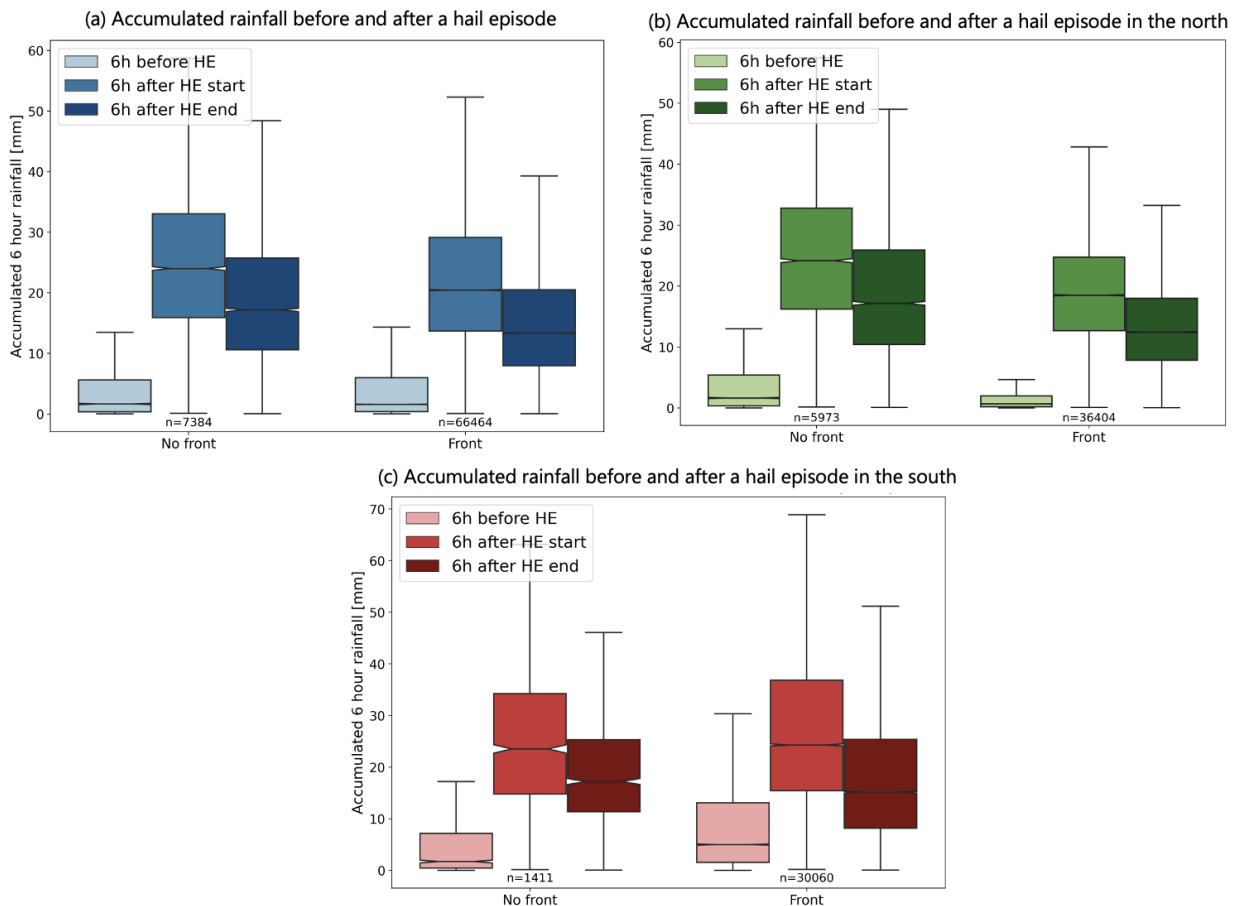 (a) Accumulated rainfall before and after a hail episode
6h before HE
6h after HE start
6h after HE end
Accumulated 6 hour rainfall [mm]
60
50
40
30
20
10
0
n=7384
n=66464
No front
Front
(b) Accumulated rainfall before and after a hail episode in the north
6h before HE
6h after HE start
6h after HE end
Accumulated 6 hour rainfall [mm]
60
50
40
30
20
10
0
n=5973
n=36404
No front
Front
(c) Accumulated rainfall before and after a hail episode in the south
6h before HE
6h after HE start
6h after HE end
Accumulated 6 hour rainfall [mm]
70
60
50
40
30
20
10
0
n=1411
n=30060
No front
Front